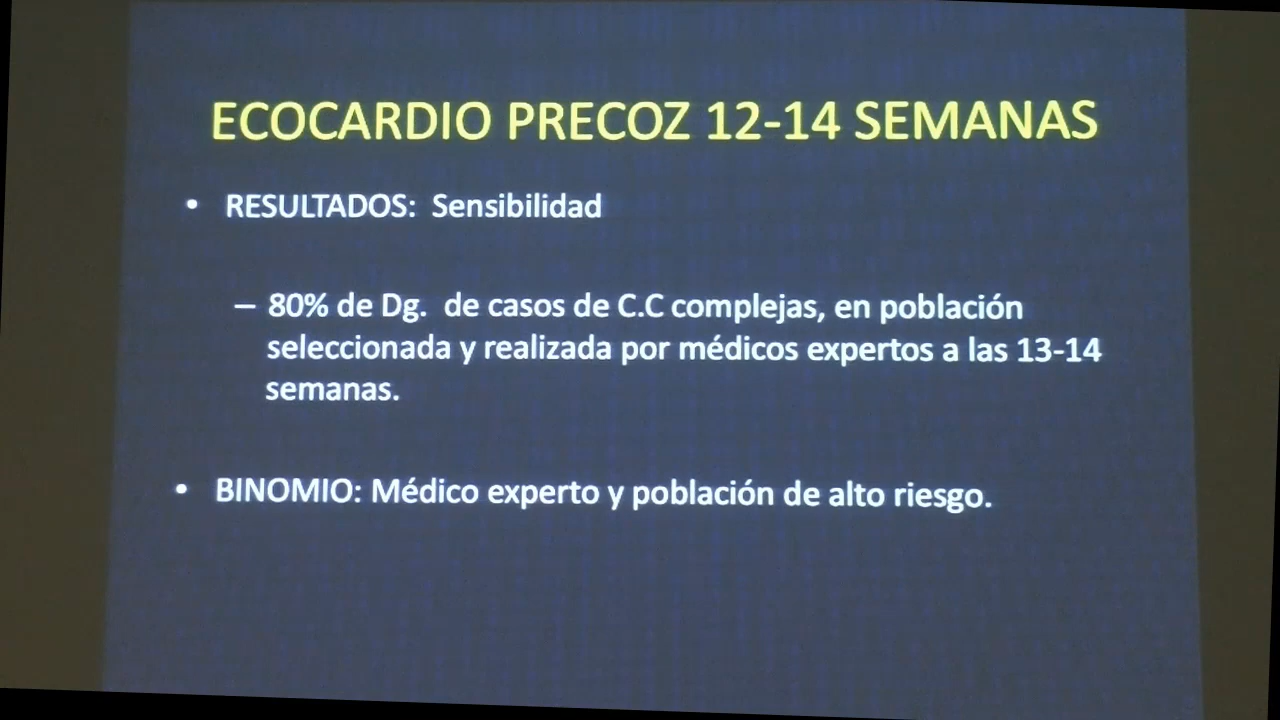 ECOCARDIO PRECOZ 12-14 SEMANAS
• RESULTADOS: Sensibilidad
– 80% de Dg. de casos de C.C complejas, en población
seleccionada y realizada por médicos expertos a las 13-14
semanas.
• BINOMIO: Médico experto y población de alto riesgo.